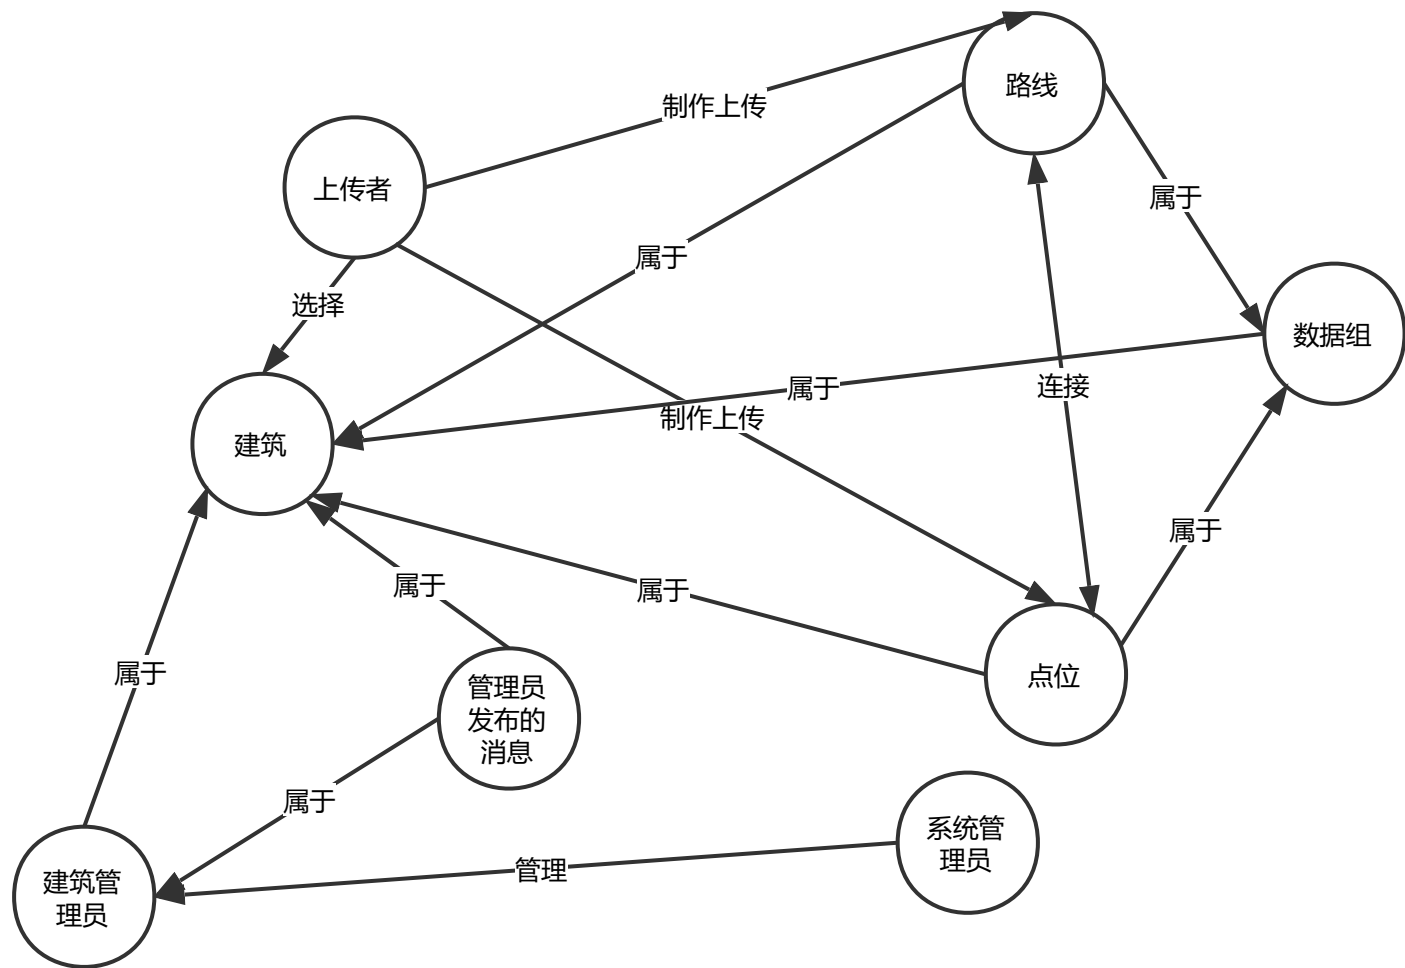 路线
制作上传
上传者
属于
属于
选择
数据组
属于
连接
制作上传
建筑
属于
属于
属于
属于
点位
管理员
发布的
消息
属于
系统管
理员
管理
建筑管
理员